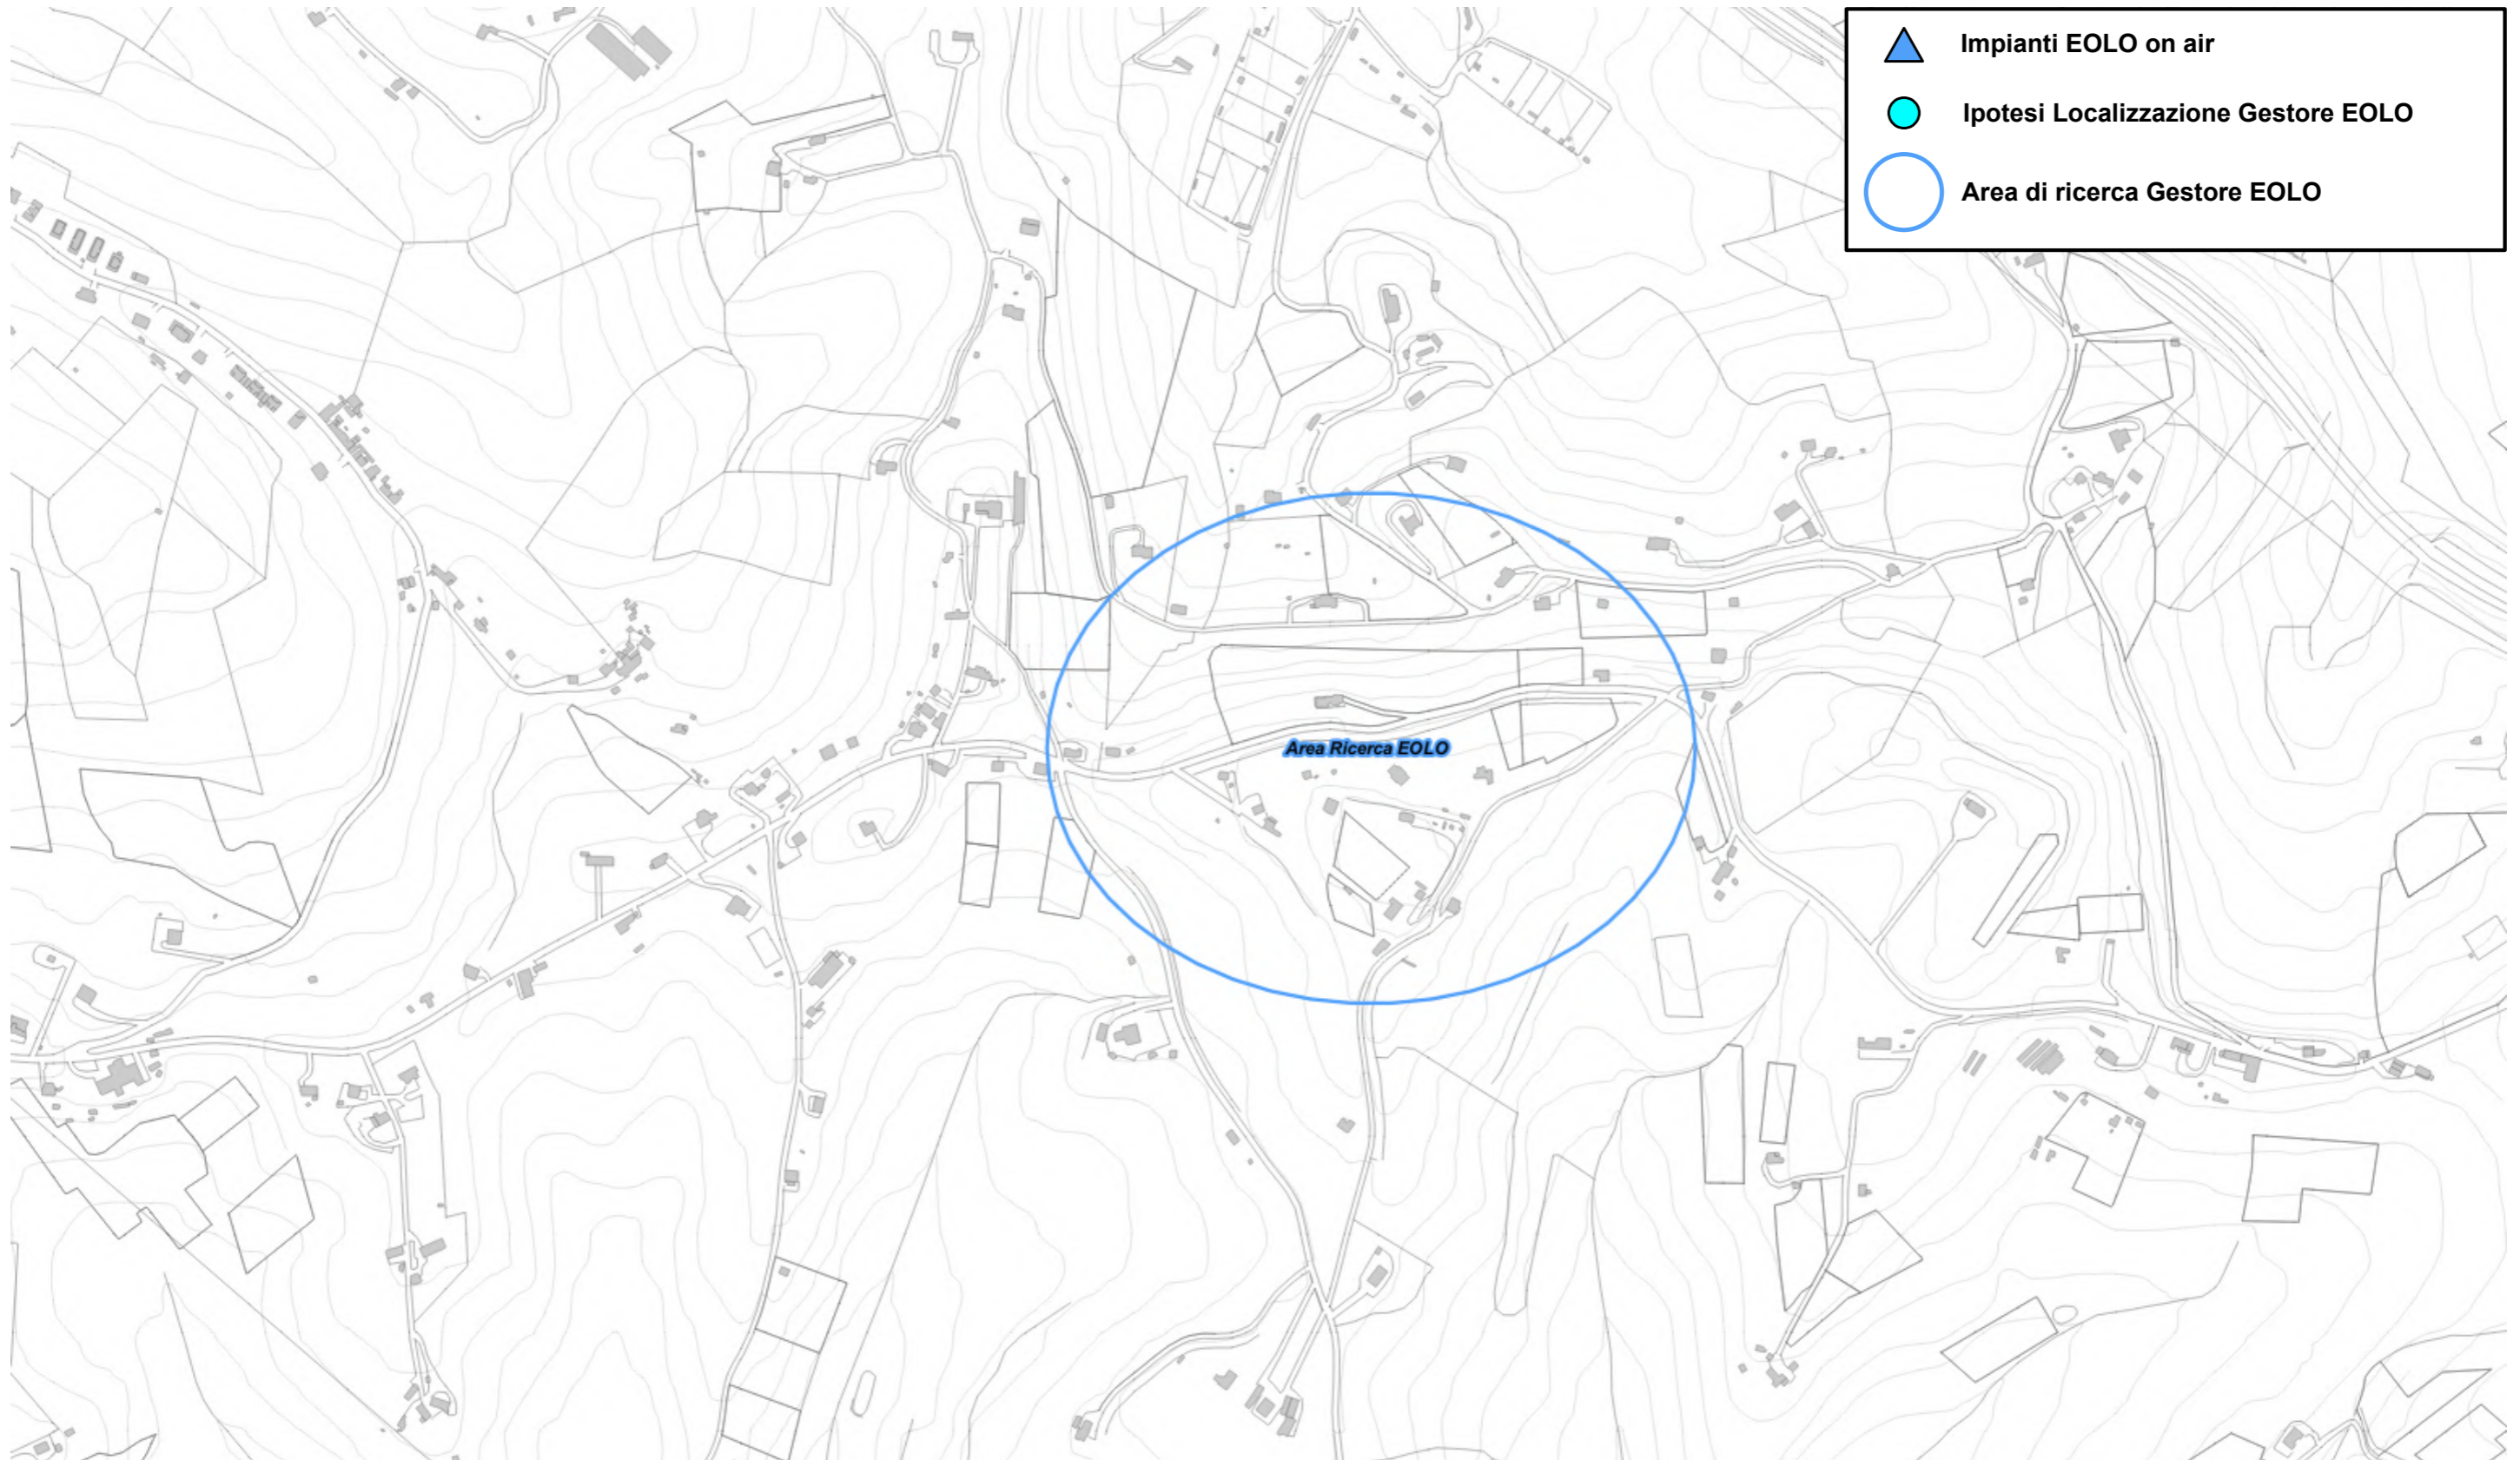 Impianti EOLO on air
Ipotesi Localizzazione Gestore EOLO
Area di ricerca Gestore EOLO
Area Ricerca EOLO